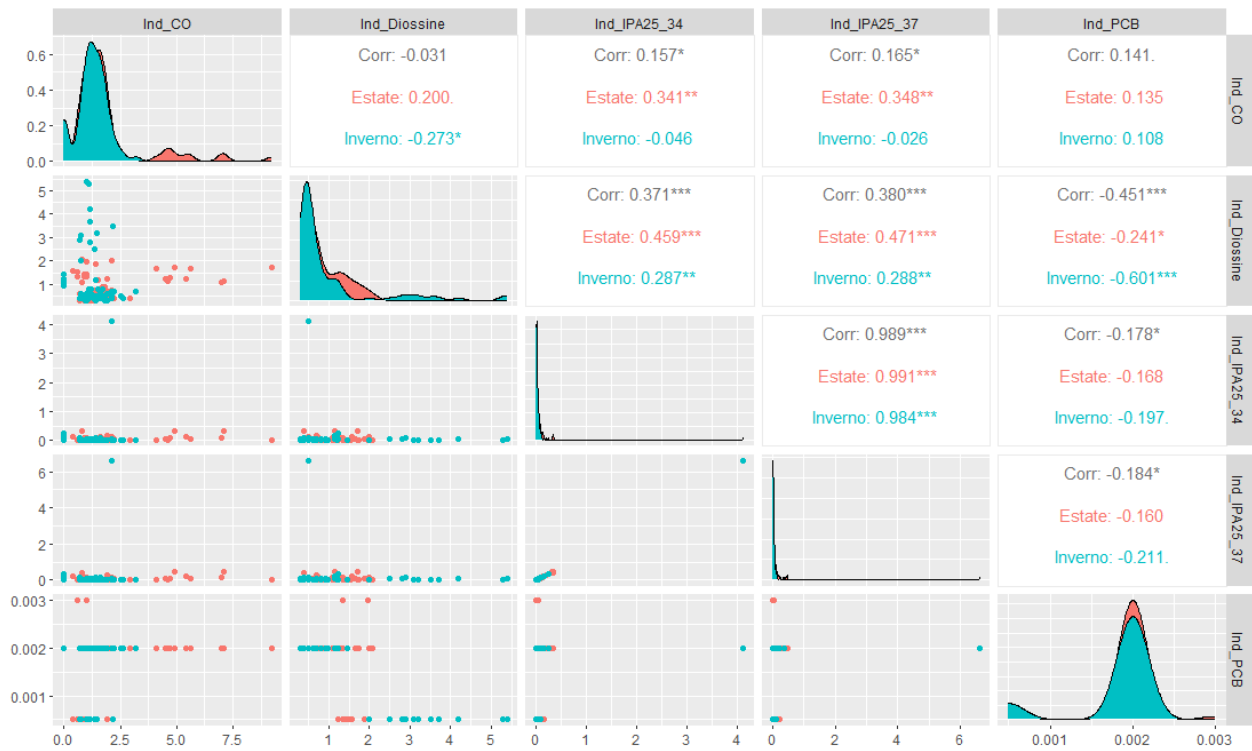 Ind_CO Ind_Diossine Ind_IPA25_34 Ind_IPA25_37 Ind_PCB
0.6
0.4
0.2
0.0
Corr: -0.031
Estate: 0.200.
Inverno: -0.273*
Corr: 0.157*
Estate: 0.341**
Inverno: -0.046
Corr: 0.165*
Estate: 0.348**
Inverno: -0.026
Corr: 0.141.
Estate: 0.135
Inverno: 0.108
Ind_CO
5
4
3
2
1
Corr: 0.371***
Estate: 0.459***
Inverno: 0.287**
Corr: 0.380***
Estate: 0.471***
Inverno: 0.288**
Corr: -0.451***
Estate: -0.241*
Inverno: -0.601***
Ind_Diossine
4
3
2
1
0
Corr: 0.989***
Estate: 0.991***
Inverno: 0.984***
Corr: -0.178*
Estate: -0.168
Inverno: -0.197.
Ind_IPA25_34
6
4
2
0
Corr: -0.184*
Estate: -0.160
Inverno: -0.211.
Ind_IPA25_37
0.003
0.002
0.001
Ind_PCB
0.0 2.5 5.0 7.5 1 2 3 4 5 0 1 2 3 4 0 2 4 6 0.001 0.002 0.003